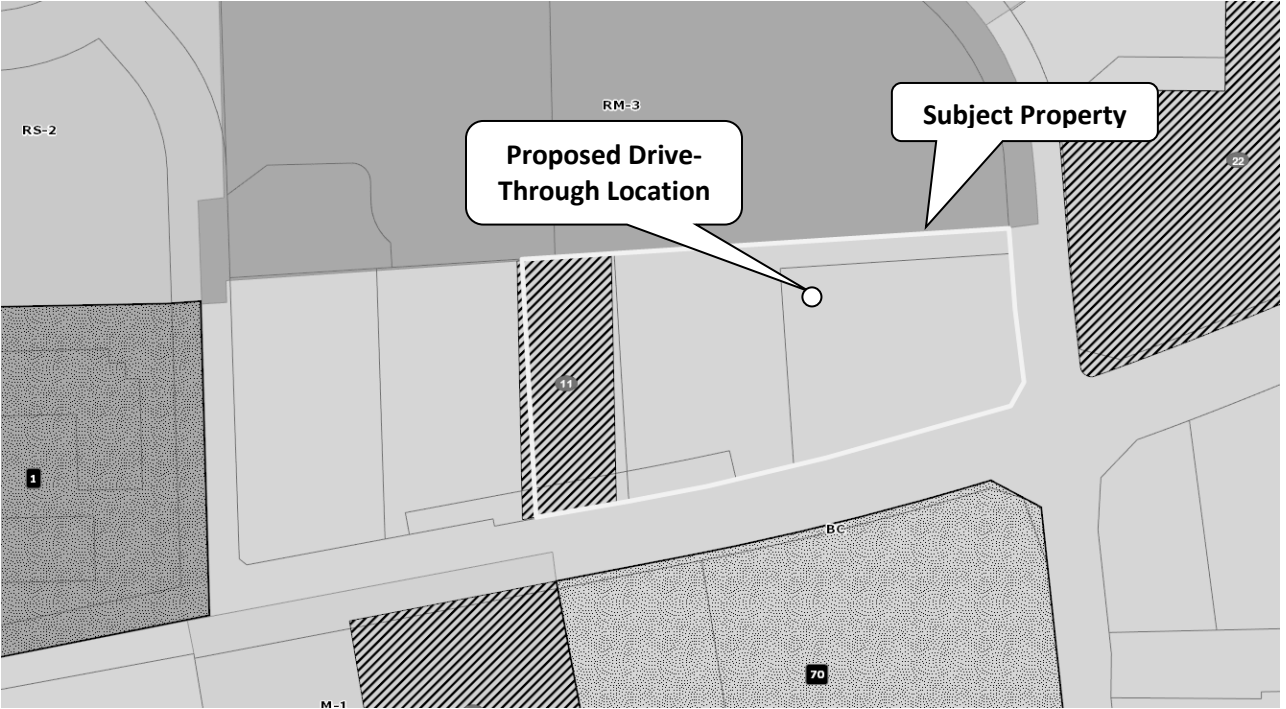 RM-3
RS-2
Subject Property
Proposed Drive-
Through Location
22
11
1
BC
70
M-1